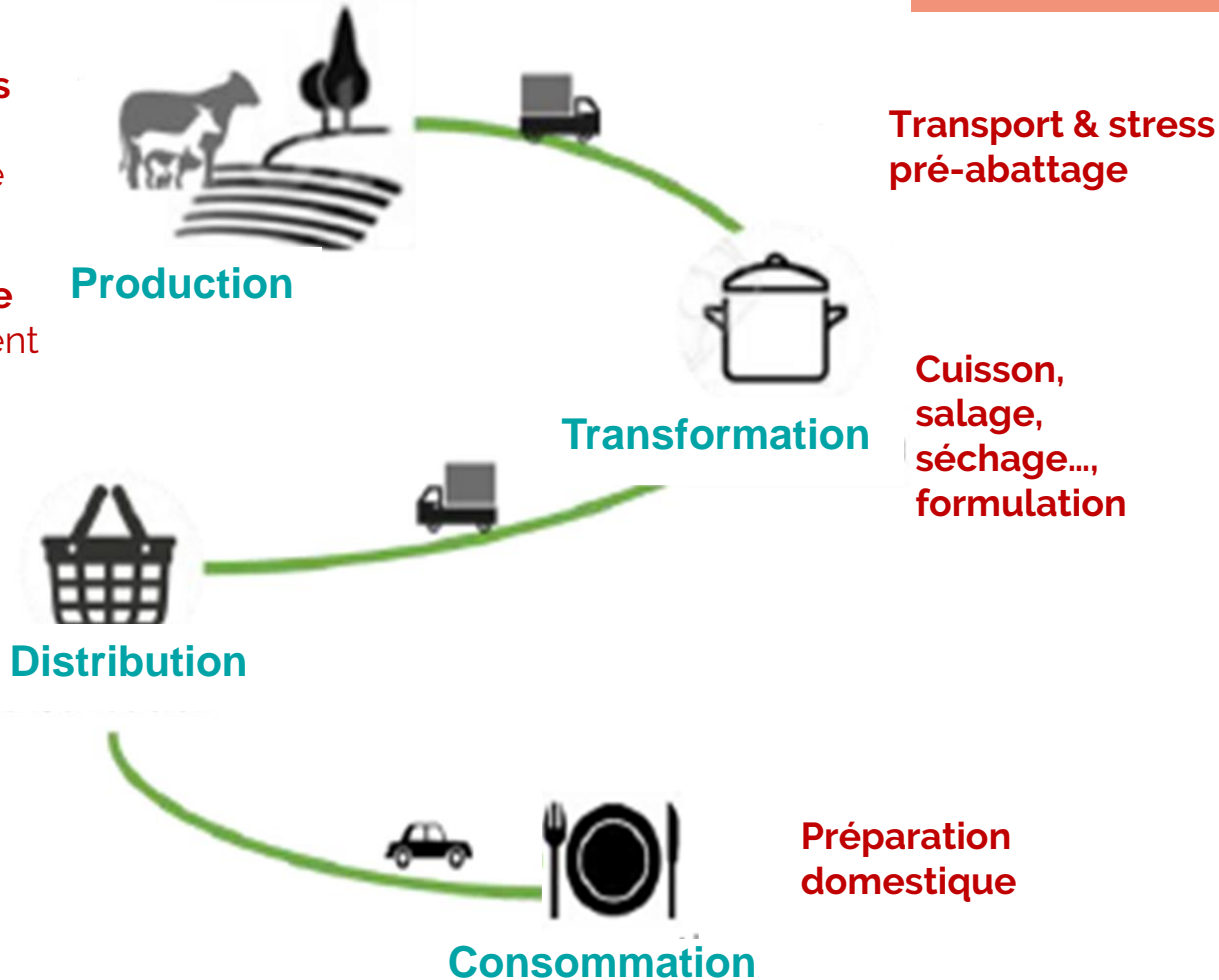 Transport & stress
pré-abattage
Production
Cuisson,
salage,
séchage...,
formulation
Transformation
Distribution
Préparation
domestique
Consommation